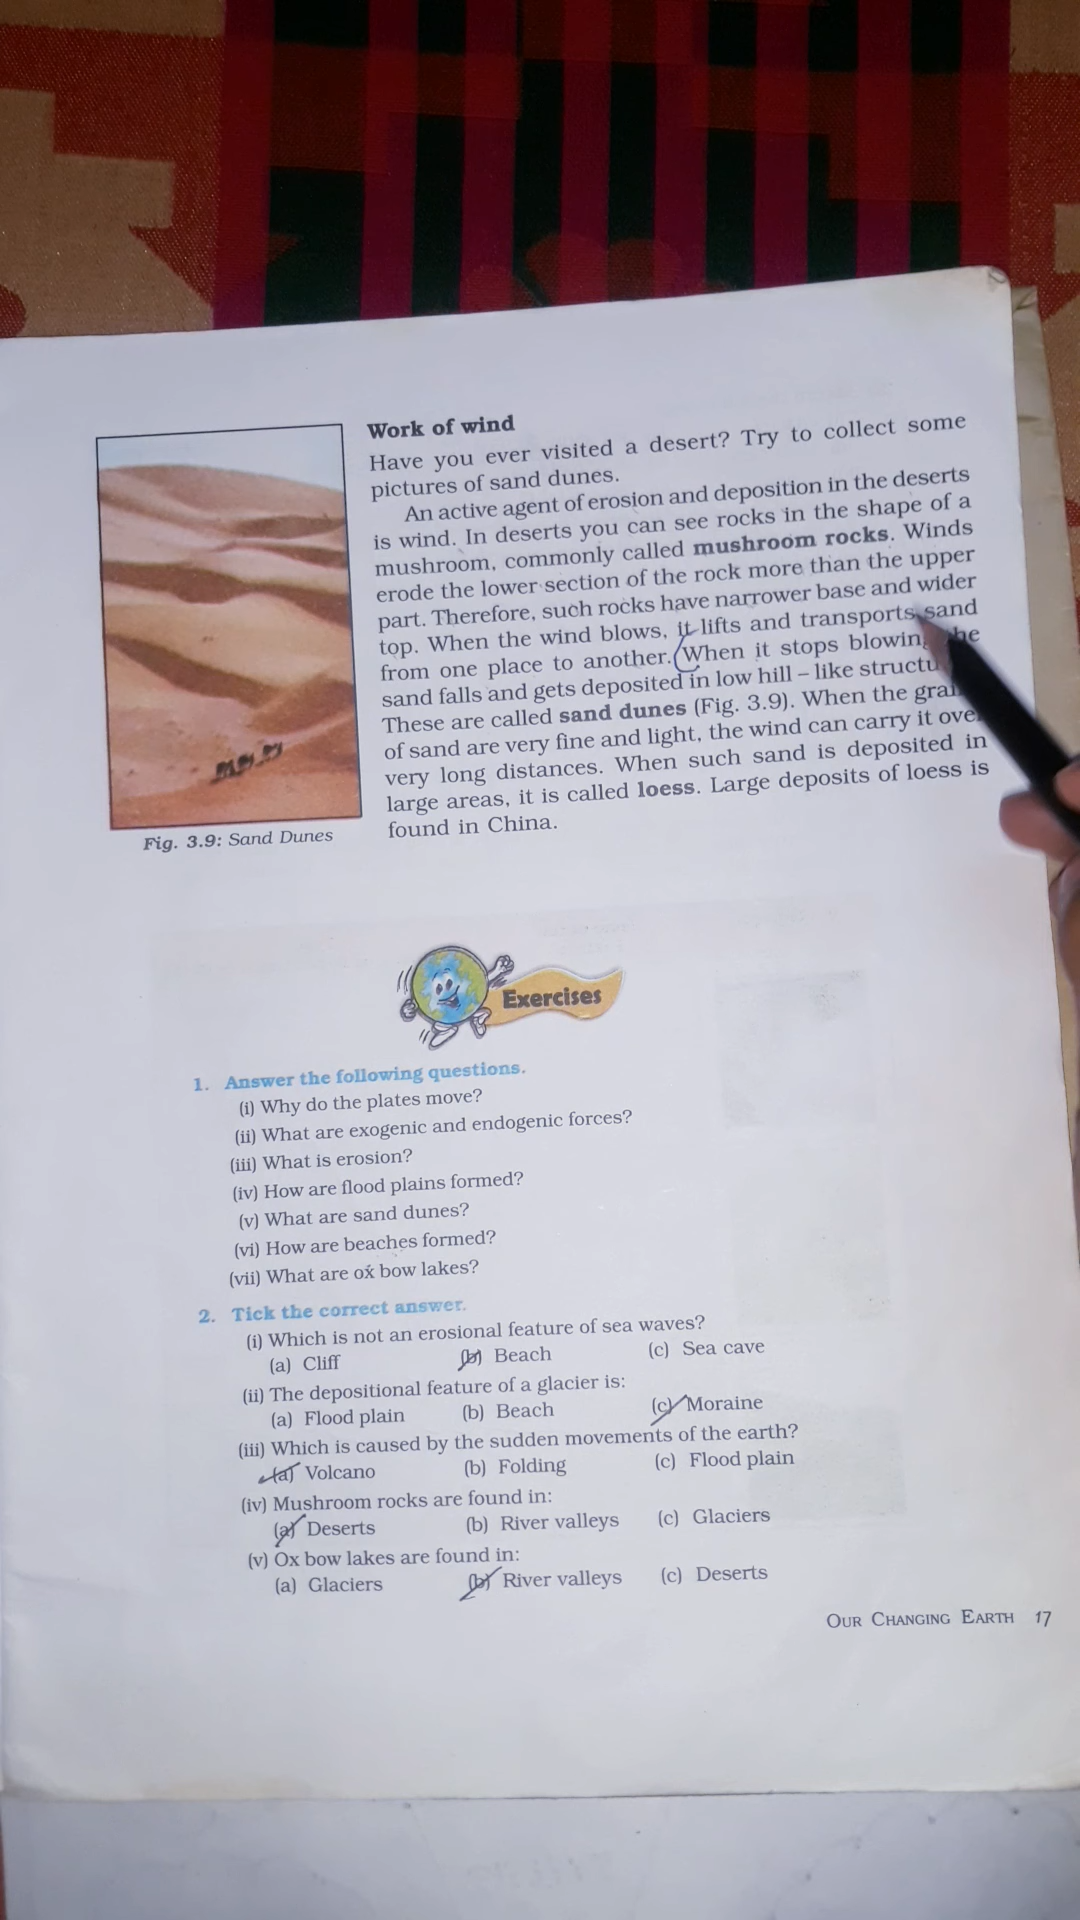 Work of wind
Have you ever visited a desert? Try to collect some
pictures of sand dunes.
An active agent of erosion and deposition in the deserts
is wind. In deserts you can see rocks in the shape of a
mushroom, commonly called mushroom rocks. Winds
erode the lower section of the rock more than the upper
part. Therefore, such rocks have narrower base and wider
top. When the wind blows, it lifts and transports sand
from one place to another. When it stops blowin
sand falls and gets deposited in low hill – like structu
These are called sand dunes (Fig. 3.9). When the grai
of sand are very fine and light, the wind can carry it ove
very long distances. When such sand is deposited in
large areas, it is called loess. Large deposits of loess is
found in China.
Fig. 3.9: Sand Dunes
Exercises
1. Answer the following questions.
(i) Why do the plates move?
(ii) What are exogenic and endogenic forces?
(iii) What is erosion?
(iv) How are flood plains formed?
(v) What are sand dunes?
(vi) How are beaches formed?
(vii) What are ox bow lakes?
2. Tick the correct answer.
(i) Which is not an erosional feature of sea waves?
(a) Cliff (b) Beach (c) Sea cave
(ii) The depositional feature of a glacier is:
(a) Flood plain (b) Beach (c) Moraine
(iii) Which is caused by the sudden movements of the earth?
(a) Volcano (b) Folding (c) Flood plain
(iv) Mushroom rocks are found in:
(a) Deserts (b) River valleys (c) Glaciers
(v) Ox bow lakes are found in:
(a) Glaciers (b) River valleys (c) Deserts
OUR CHANGING EARTH 17